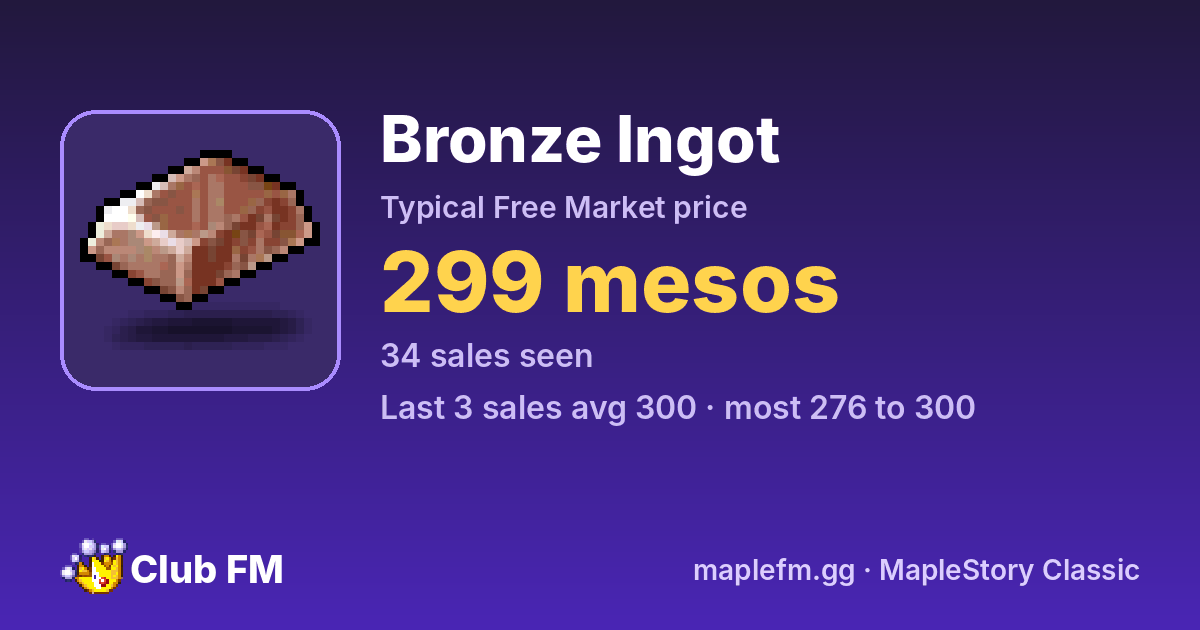 Bronze Ingot
Typical Free Market price
299 mesos
34 sales seen
Last 3 sales avg 300 · most 276 to 300
Club FM
maplefm.gg · MapleStory Classic